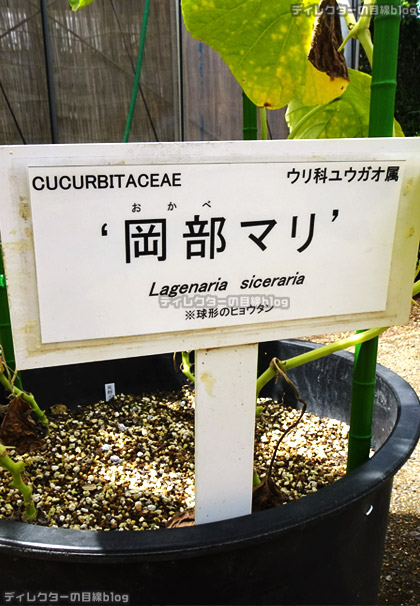 ディレクターの目線blog
CUCURBITACEAE
ウリ科ユウガオ属
おかべ
‘岡部マリ’
Lagenaria siceraria
ディレクターの目線blog
※球形のヒョウタン
ディレクターの目線blog